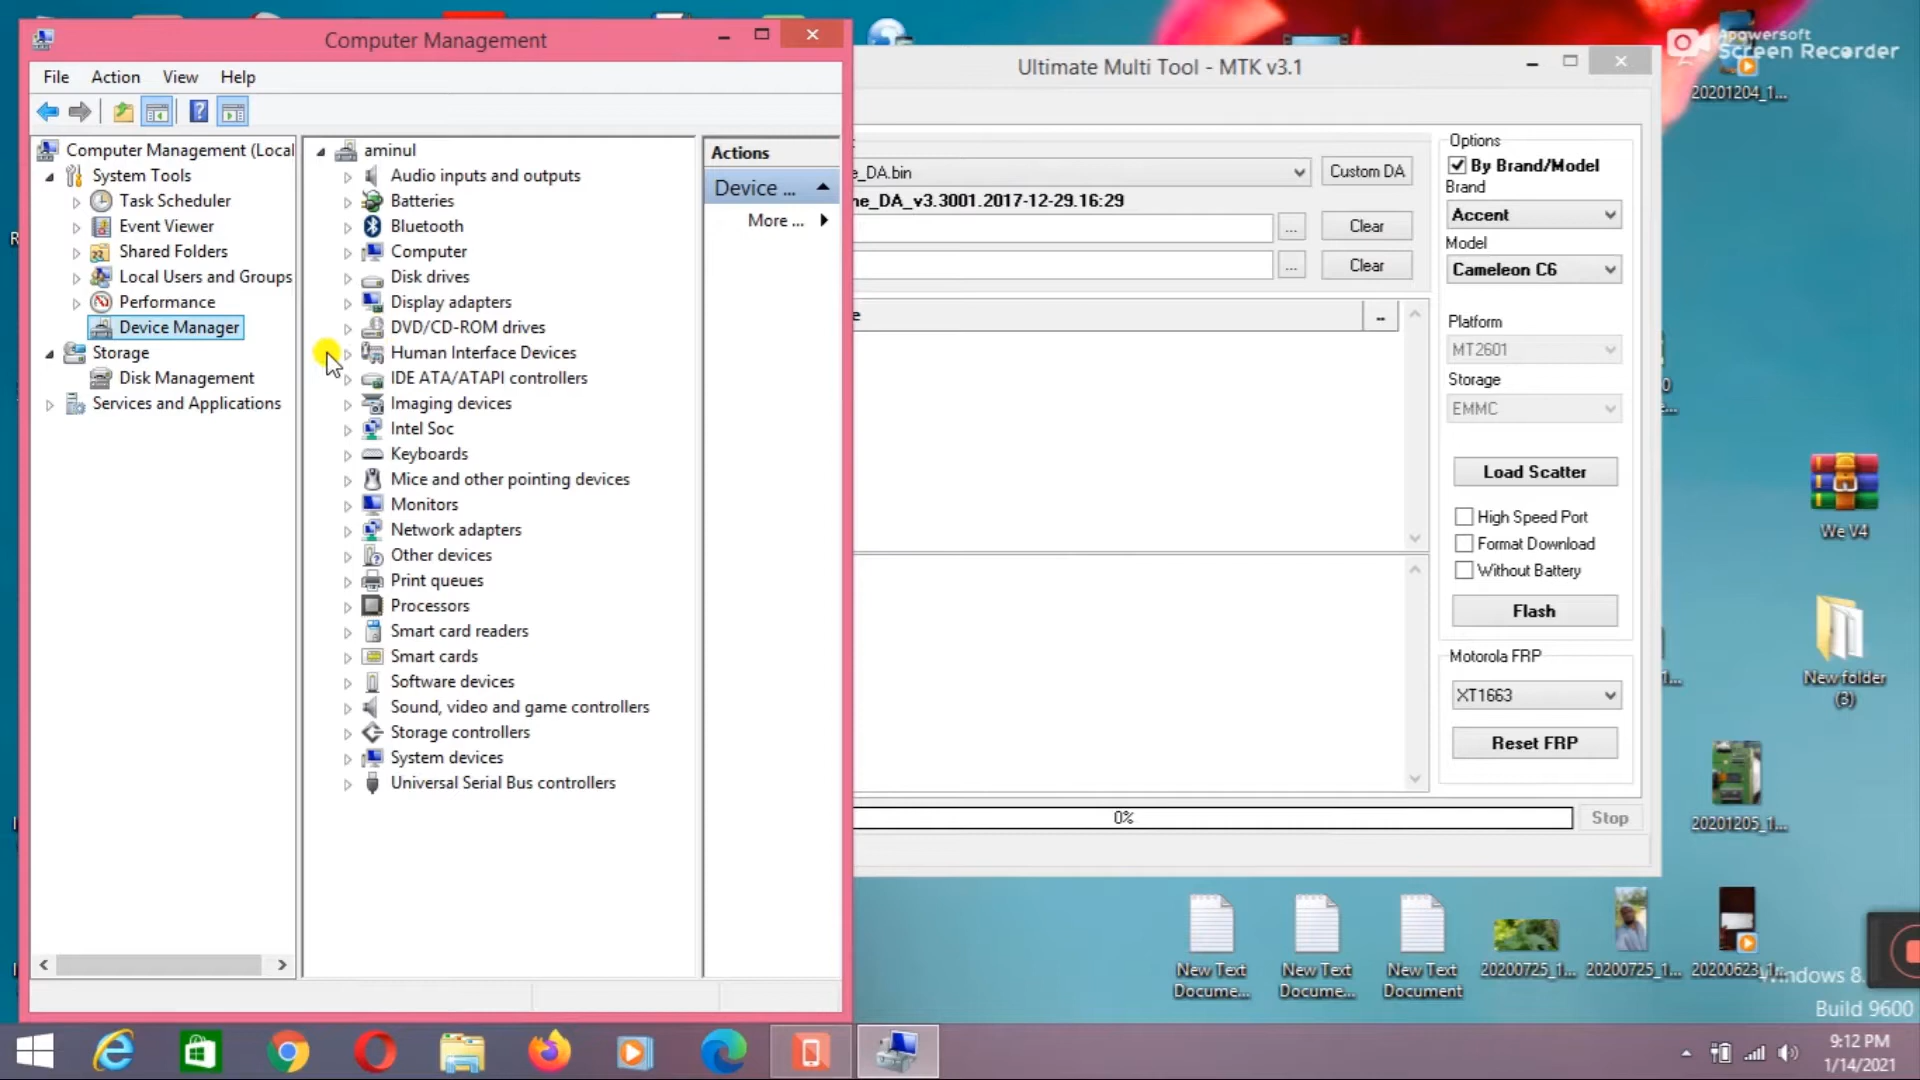 Computer Management
File Action View Help
Computer Management (Local
System Tools
Task Scheduler
Event Viewer
Shared Folders
Local Users and Groups
Performance
Device Manager
Storage
Disk Management
Services and Applications
aminul
Audio inputs and outputs
Batteries
Bluetooth
Computer
Disk drives
Display adapters
DVD/CD-ROM drives
Human Interface Devices
IDE ATA/ATAPI controllers
Imaging devices
Intel Soc
Keyboards
Mice and other pointing devices
Monitors
Network adapters
Other devices
Print queues
Processors
Smart card readers
Smart cards
Software devices
Sound, video and game controllers
Storage controllers
System devices
Universal Serial Bus controllers
Actions
Device ...
More ...
Ultimate Multi Tool - MTK v3.1
e_DA.bin
Custom DA
ne_DA_v3.3001.2017-12-29.16:29
... Clear
... Clear
e ..
0% Stop
Options
By Brand/Model
Brand
Accent
Model
Cameleon C6
Platform
MT2601
Storage
EMMC
Load Scatter
High Speed Port
Format Download
Without Battery
Flash
Motorola FRP
XT1663
Reset FRP
Apowersoft
Screen Recorder
20201204_1...
We V4
New folder
(3)
20201205_1...
New Text
Docume...
New Text
Docume...
New Text
Document
20200725_1...
20200725_1...
20200623_1...
Windows 8.
Build 9600
9:12 PM
1/14/2021